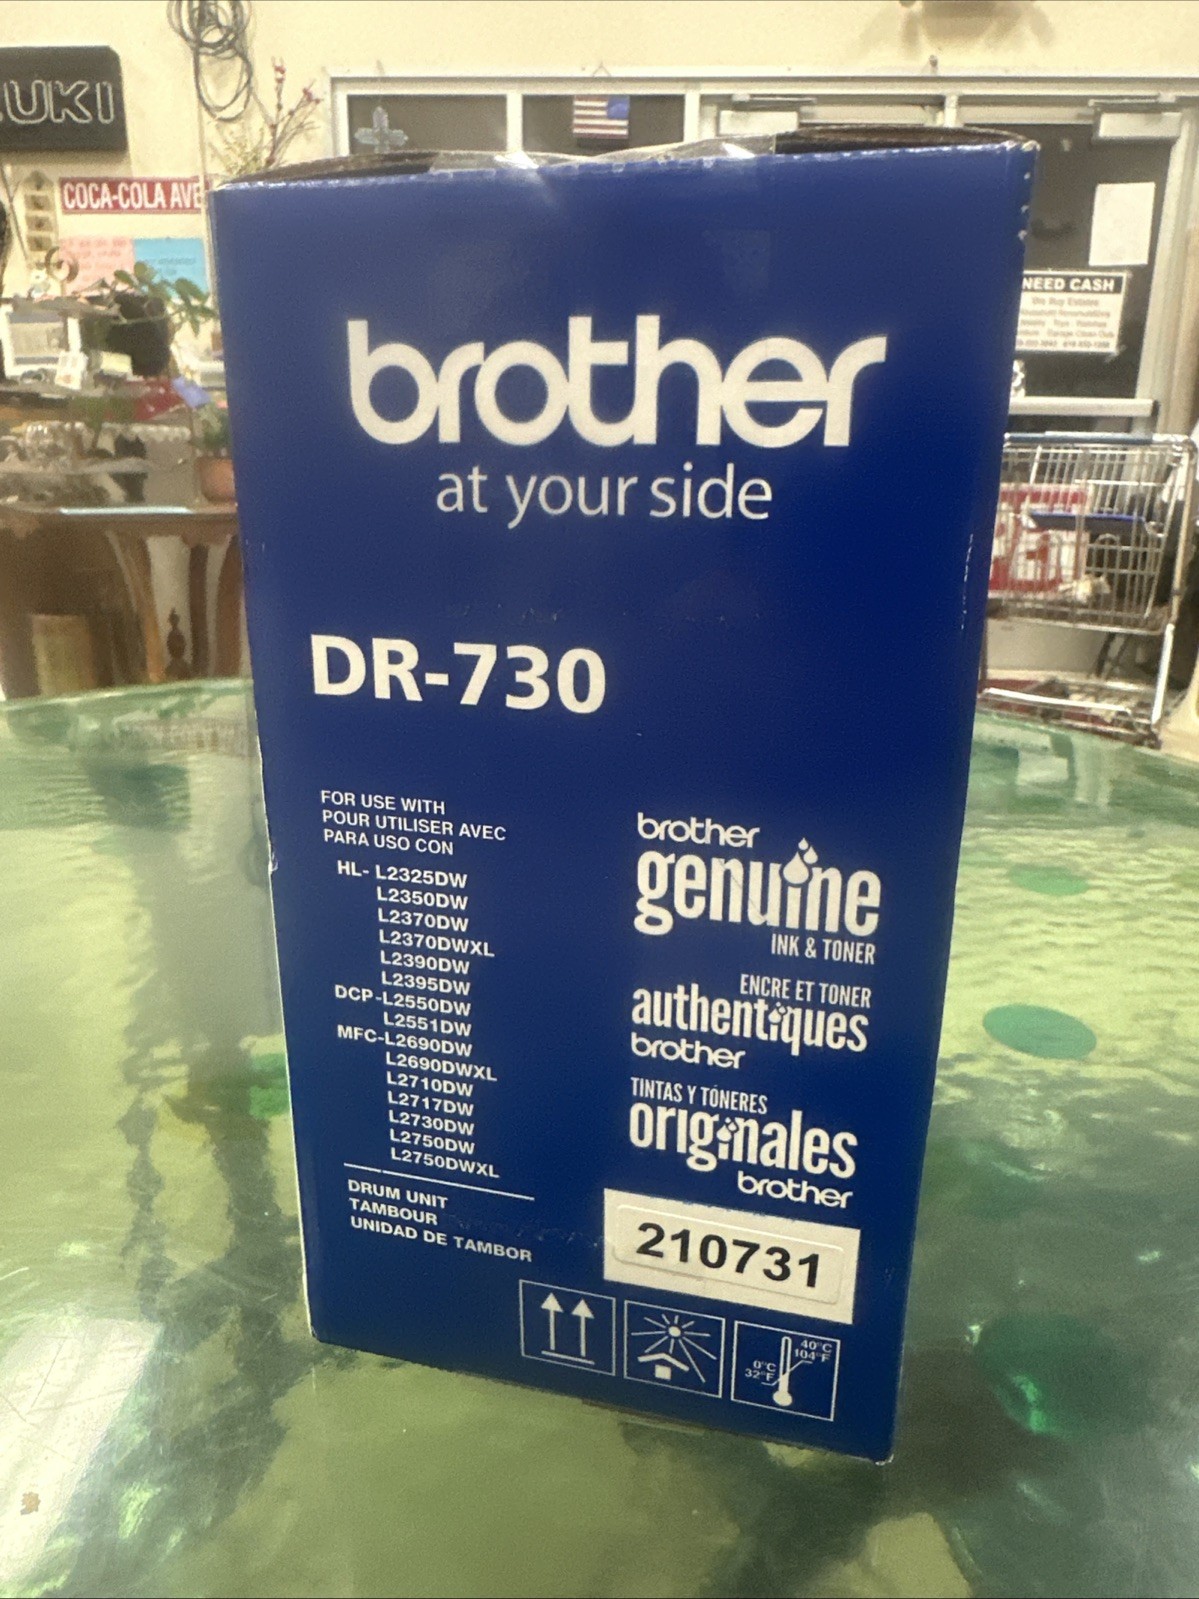 UKI
COCA-COLA AVE
NEED CASH
We Buy Estates
brother
at your side
DR-730
FOR USE WITH
POUR UTILISER AVEC
PARA USO CON
HL- L2325DW
L2350DW
L2370DW
L2370DWXL
L2390DW
L2395DW
DCP-L2550DW
L2551DW
MFC-L2690DW
L2690DWXL
L2710DW
L2717DW
L2730DW
L2750DW
L2750DWXL
DRUM UNIT
TAMBOUR
UNIDAD DE TAMBOR
brother
genuine
INK & TONER
ENCRE ET TONER
authentiques
brother
TINTAS Y TÓNERES
originales
brother
210731
40°C
104°F
0°C
32°F